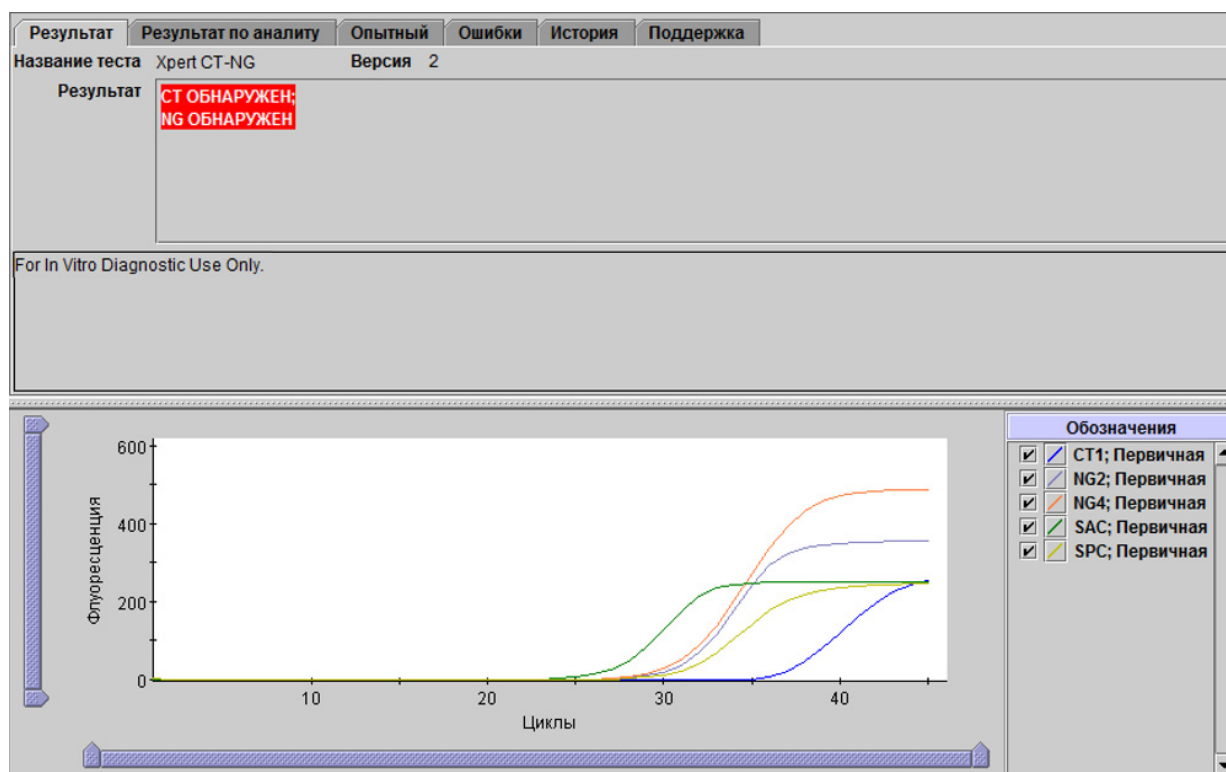 Результат Результат по аналиту Опытный Ошибки История Поддержка
Название теста Xpert CT-NG Версия 2
Результат CT ОБНАРУЖЕН;
NG ОБНАРУЖЕН
For In Vitro Diagnostic Use Only.
Обозначения
CT1; Первичная
NG2; Первичная
NG4; Первичная
SAC; Первичная
SPC; Первичная
Флуоресценция
600
400
200
0
10 20 30 40
Циклы